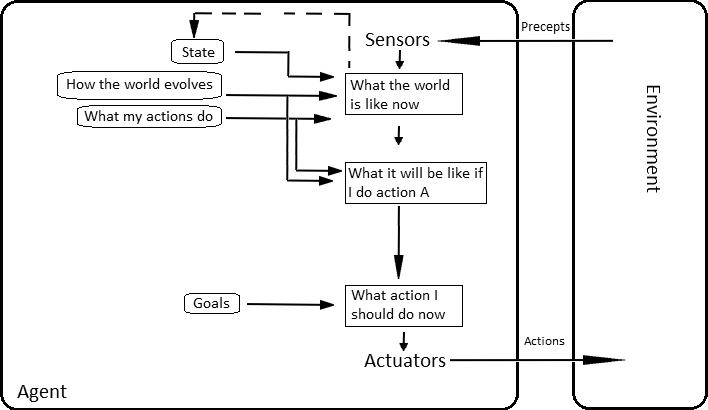 Precepts
Sensors
State
How the world evolves
What the world
is like now
What my actions do
Environment
What it will be like if
I do action A
Goals
What action I
should do now
Actions
Actuators
Agent